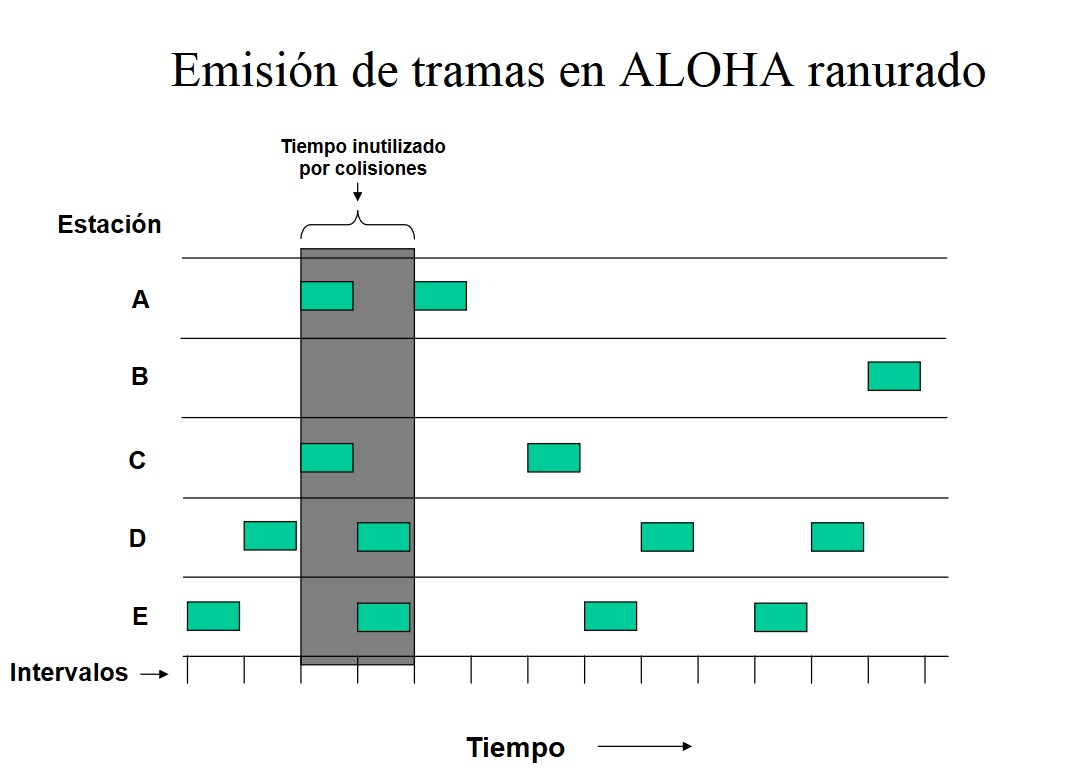 Emisión de tramas en ALOHA ranurado
Tiempo inutilizado
por colisiones
Estación
A
B
C
D
E
Intervalos
Tiempo